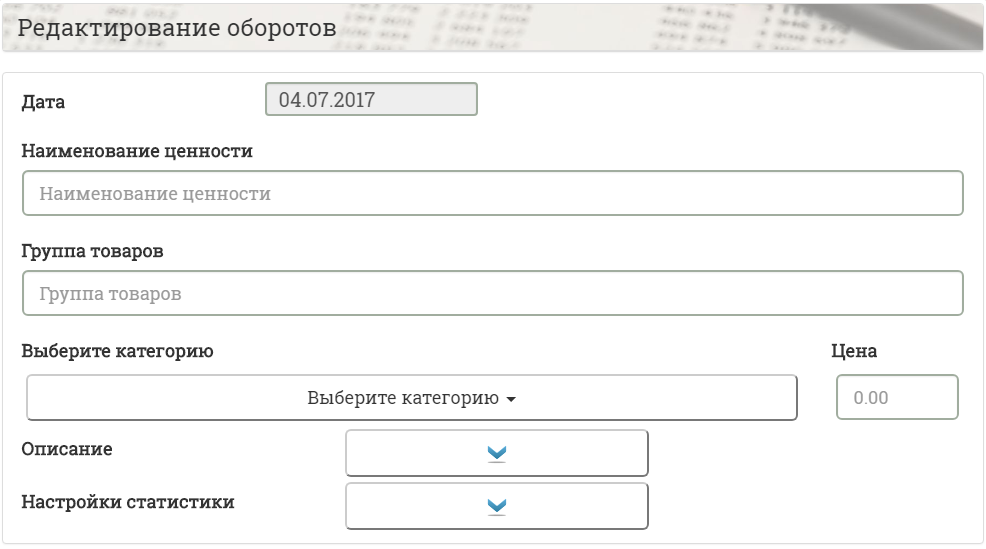 Редактирование оборотов
Дата 04.07.2017
Наименование ценности
Наименование ценности
Группа товаров
Группа товаров
Выберите категорию Цена
Выберите категорию 0.00
Описание
Настройки статистики